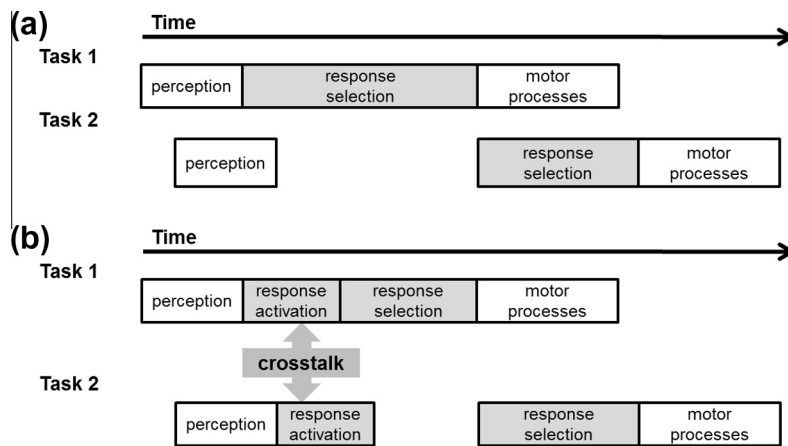 (a)
Time
Task 1
perception
response
selection
motor
processes
Task 2
perception
response
selection
motor
processes
(b)
Time
Task 1
perception
response
activation
response
selection
motor
processes
crosstalk
Task 2
perception
response
activation
response
selection
motor
processes